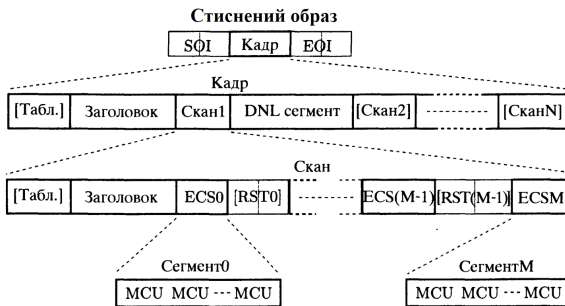 Стиснений образ
SOI Кадр EOI
Кадр
[Табл.] Заголовок Скан1 DNL сегмент [Скан2] [СканN]
Скан
[Табл.] Заголовок ECS0 [RST0] ECS(M-1) [RST(M-1)] ECSM
Сегмент0 СегментM
MCU MCU --- MCU MCU MCU --- MCU